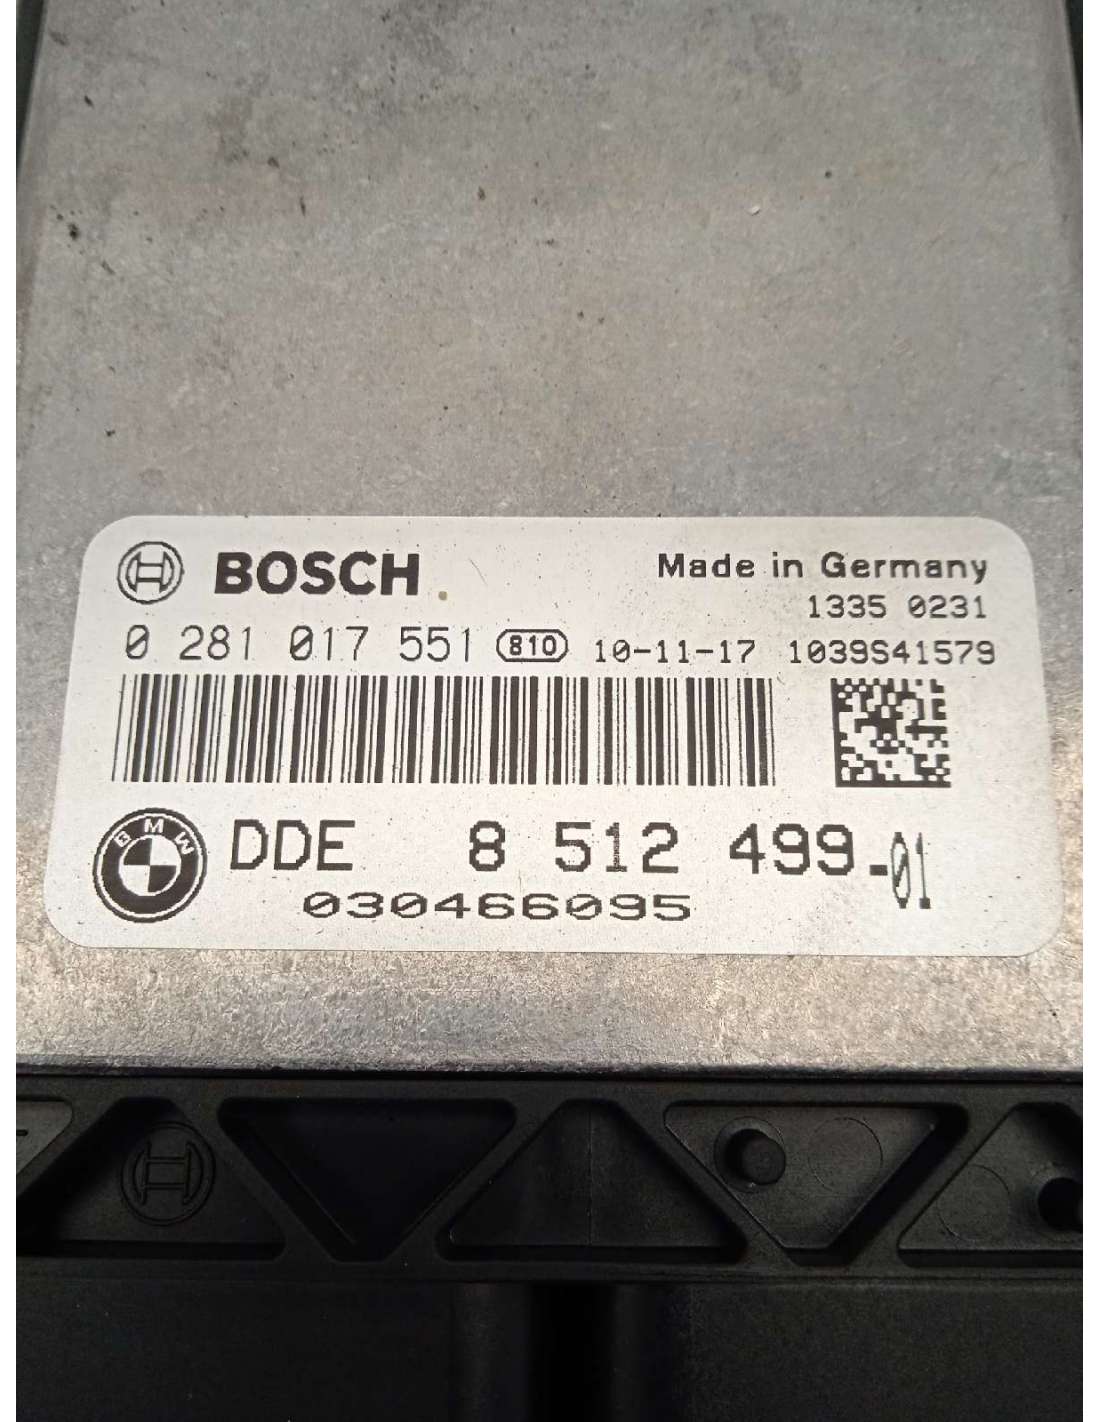 BOSCH
Made in Germany
1335 0231
0 281 017 551 810 10-11-17 1039S41579
BMW
DDE 8 512 499-01
030466095